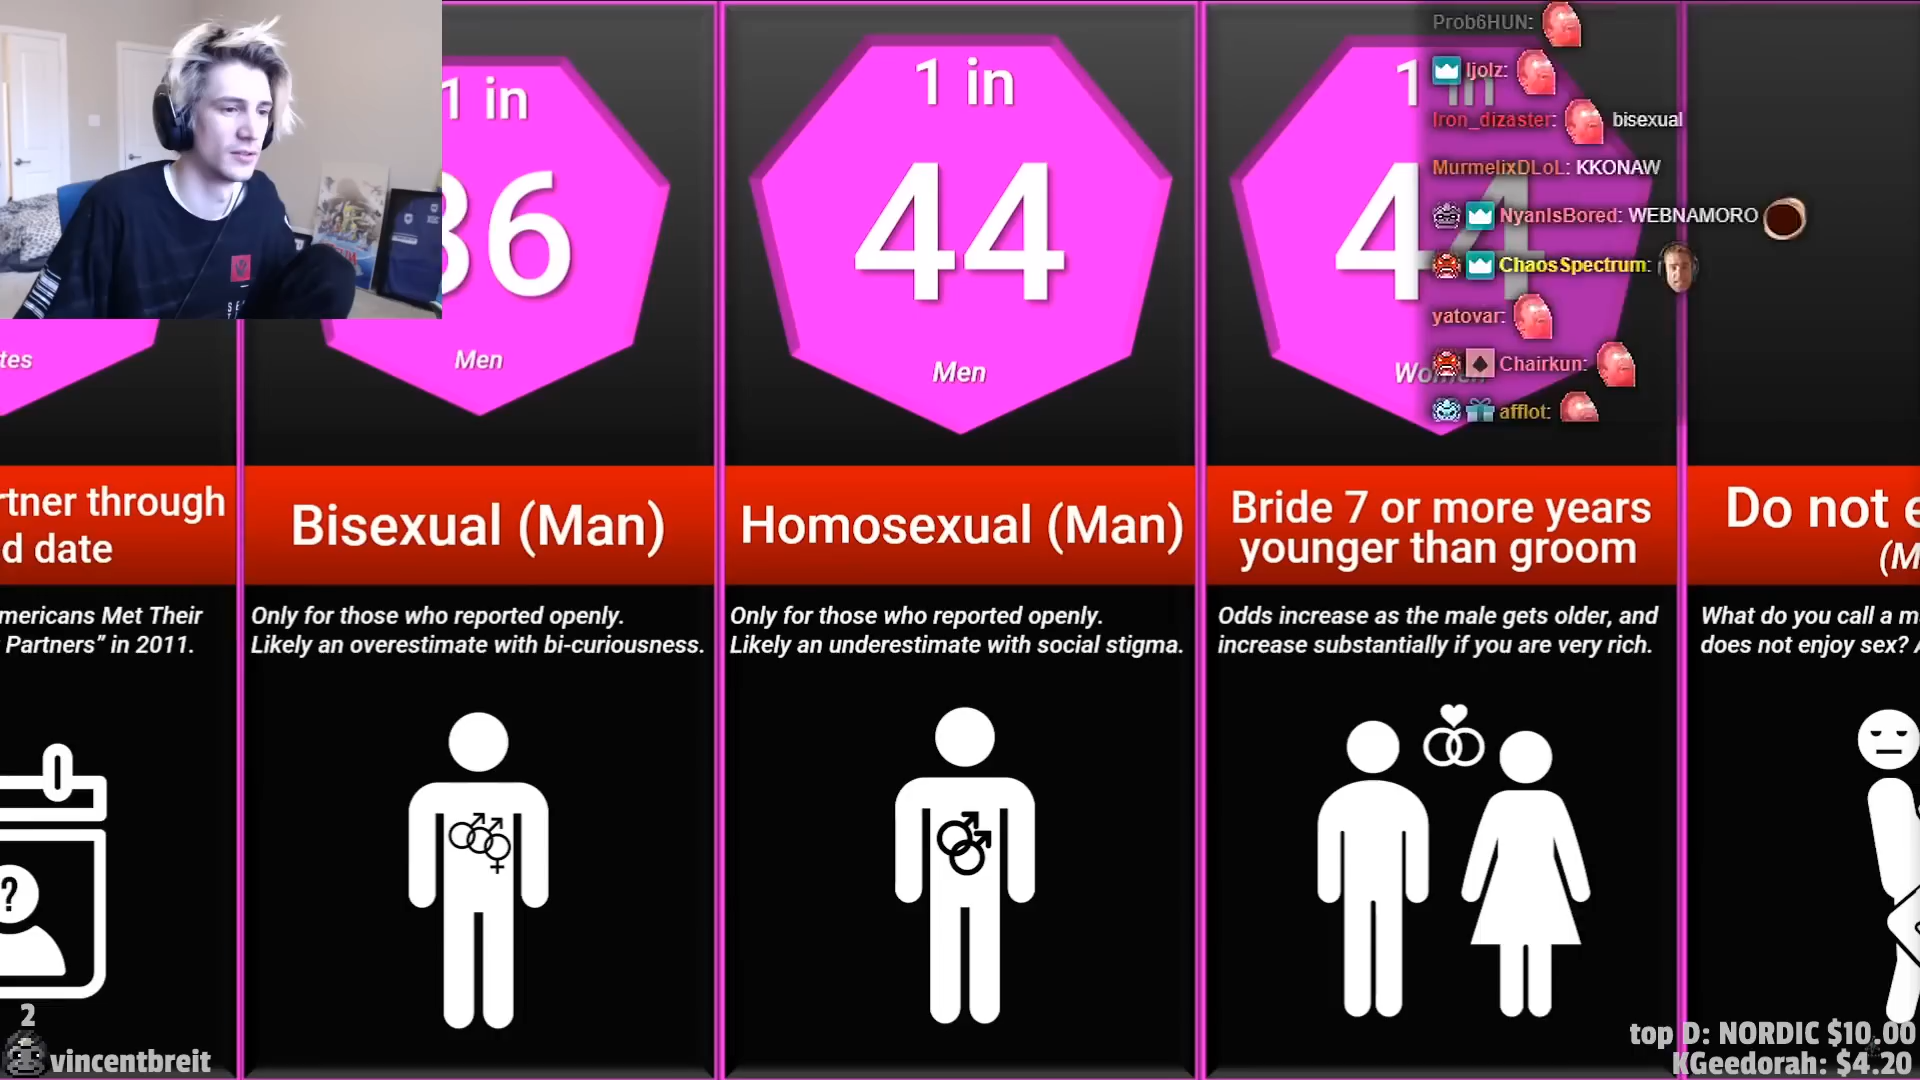 1 in
36
Men
1 in
44
Men
1 in
44
Women
tes
rtner through
d date
Bisexual (Man)
Homosexual (Man)
Bride 7 or more years
younger than groom
Do not e
(M
mericans Met Their
Partners” in 2011.
Only for those who reported openly.
Likely an overestimate with bi-curiousness.
Only for those who reported openly.
Likely an underestimate with social stigma.
Odds increase as the male gets older, and
increase substantially if you are very rich.
What do you call a m
does not enjoy sex?
?
Prob6HUN:
ljolz:
Iron_dizaster: bisexual
MurmelixDLoL: KKONAW
NyanIsBored: WEBNAMORO
ChaosSpectrum:
yatovar:
Chairkun:
afflot:
2
vincentbreit
top D: NORDIC $10.00
KGeedorah: $4.20